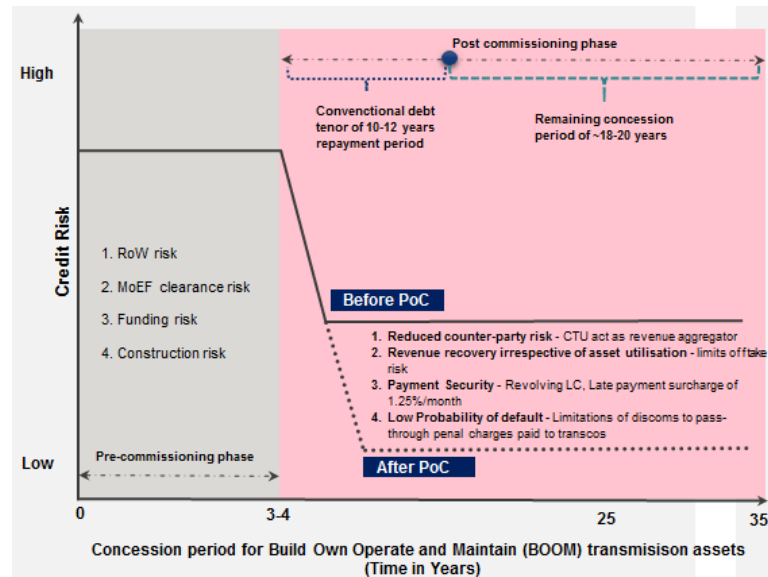 Post commissioning phase
High
Convenctional debt
tenor of 10-12 years
repayment period
Remaining concession
period of ~18-20 years
Credit Risk
1. RoW risk
2. MoEF clearance risk
3. Funding risk
4. Construction risk
Before PoC
1. Reduced counter-party risk - CTU act as revenue aggregator
2. Revenue recovery irrespective of asset utilisation - limits offtake
risk
3. Payment Security - Revolving LC, Late payment surcharge of
1.25%/month
4. Low Probability of default - Limitations of discoms to pass-
through penal charges paid to transcos
After PoC
Low
Pre-commissioning phase
0
3-4
25
35
Concession period for Build Own Operate and Maintain (BOOM) transmisison assets
(Time in Years)